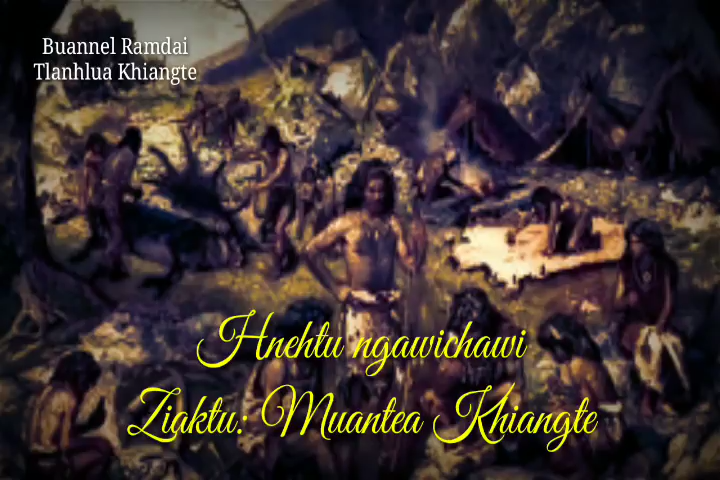 Buannel Ramdai
Tlanhlua Khiangte
Hnehtu ngawichawi
Ziaktu: Muantea Khiangte